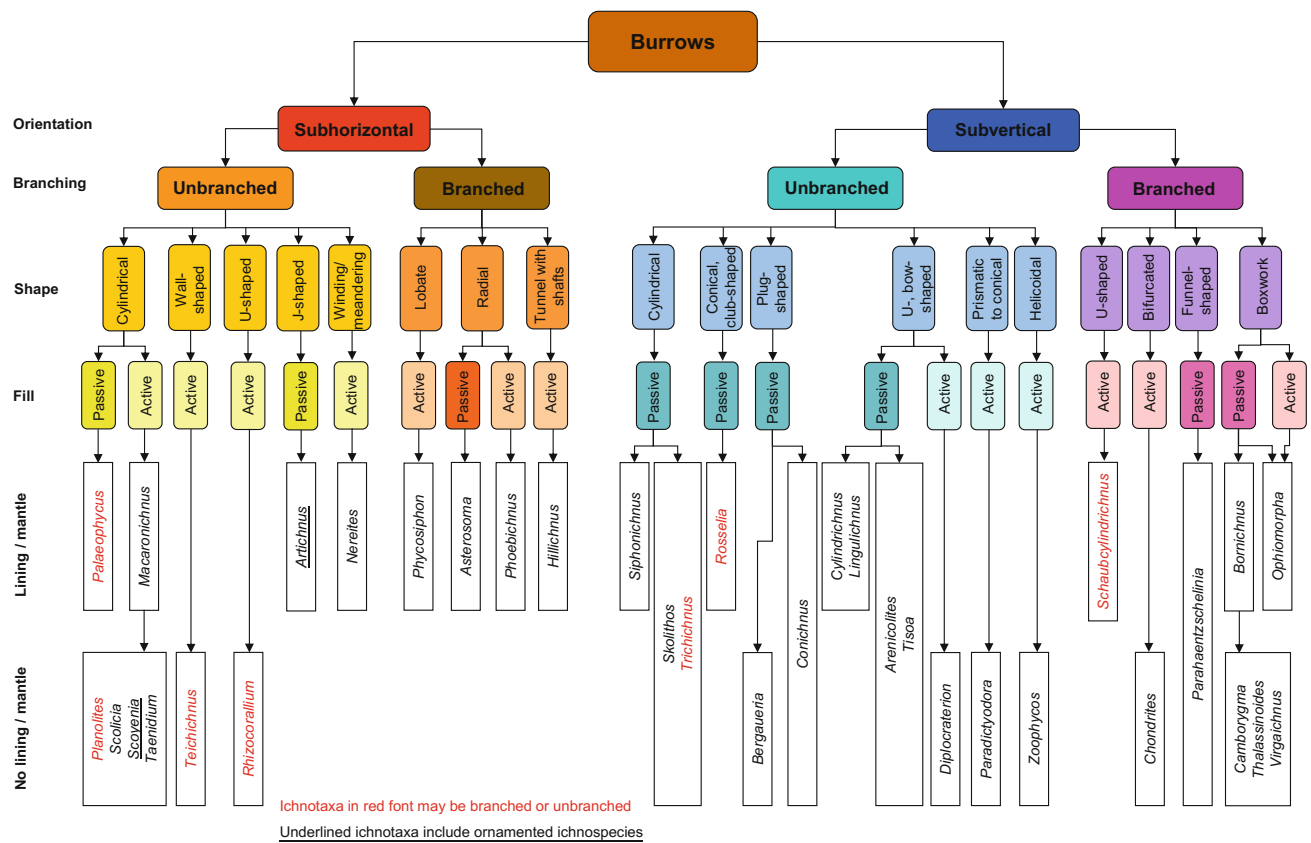 Burrows
Orientation
Subhorizontal
Subvertical
Branching
Unbranched
Branched
Unbranched
Branched
Shape
Cylindrical
Wall-
shaped
U-shaped
J-shaped
Winding/
meandering
Lobate
Radial
Tunnel with
shafts
Cylindrical
Conical,
club-shaped
Plug-
shaped
U-, bow-
shaped
Prismatic
to conical
Helicoidal
U-shaped
Bifurcated
Funnel-
shaped
Boxwork
Fill
Passive
Active
Active
Active
Passive
Active
Active
Passive
Active
Active
Passive
Passive
Passive
Passive
Active
Active
Active
Active
Active
Passive
Passive
Active
Lining / mantle
Palaeophycus
Macaronichnus
Artichnus
Nereites
Phycosiphon
Asterosoma
Phoebichnus
Hillichnus
Siphonichnus
Skolithos
Trichichnus
Rosselia
Conichnus
Cylindrichnus
Lingulichnus
Arenicolites
Tisoa
Schaubcylindrichnus
Parahaentzschelinia
Bornichnus
Ophiomorpha
No lining / mantle
Planolites
Scolicia
Scoyenia
Taenidium
Teichichnus
Rhizocorallium
Bergaueria
Diplocraterion
Paradictyodora
Zoophycos
Chondrites
Camborygma
Thalassinoides
Virgaichnus
Ichnotaxa in red font may be branched or unbranched
Underlined ichnotaxa include ornamented ichnospecies